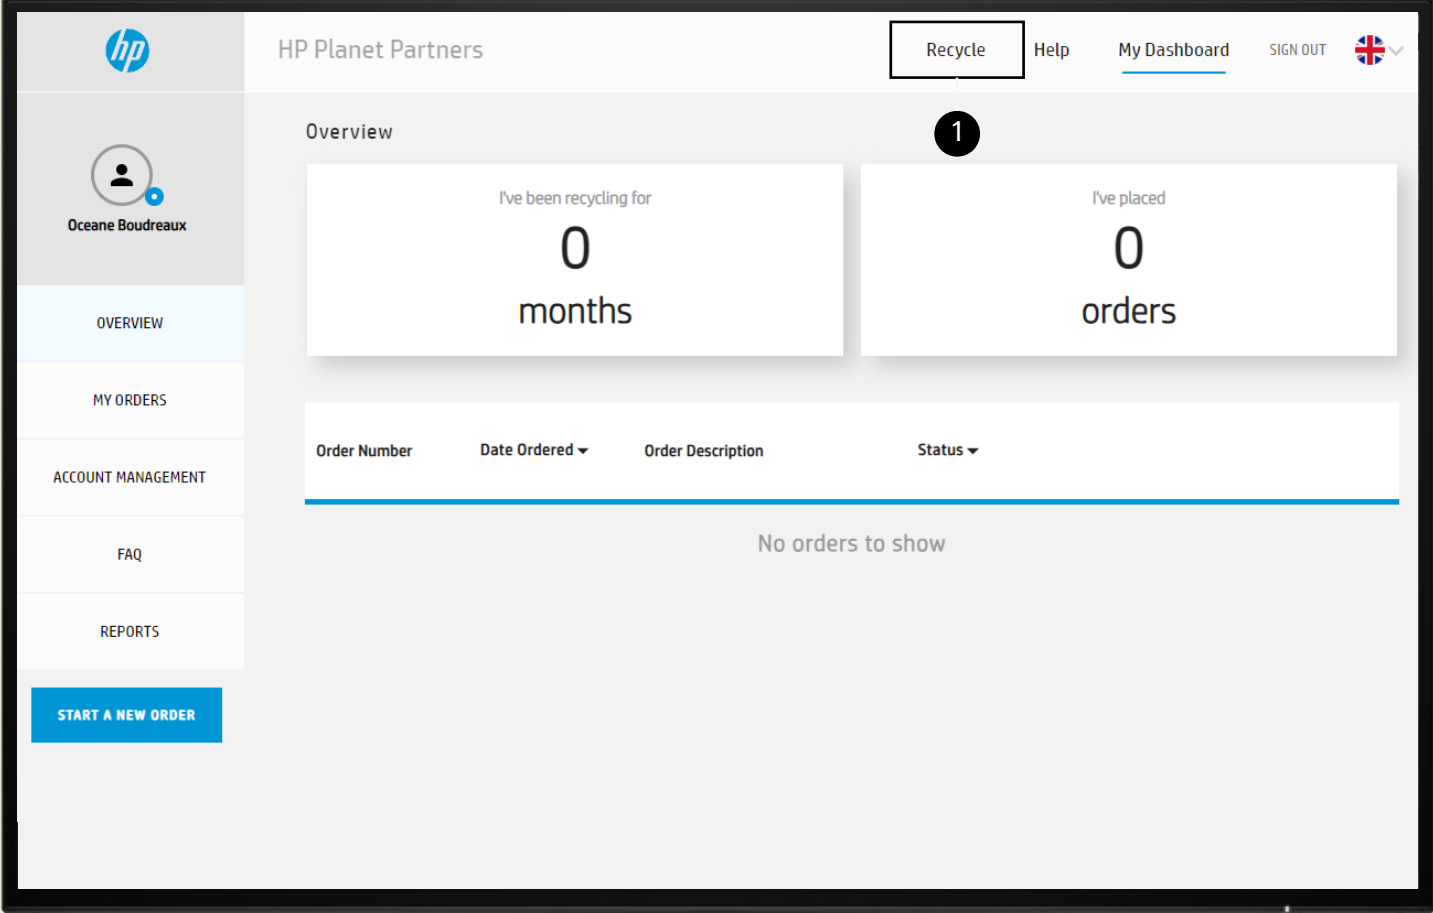 hp
HP Planet Partners
Recycle
Help
My Dashboard
SIGN OUT
1
Oceane Boudreaux
OVERVIEW
MY ORDERS
ACCOUNT MANAGEMENT
FAQ
REPORTS
START A NEW ORDER
Overview
I've been recycling for
0
months
I've placed
0
orders
Order Number Date Ordered Order Description Status
No orders to show